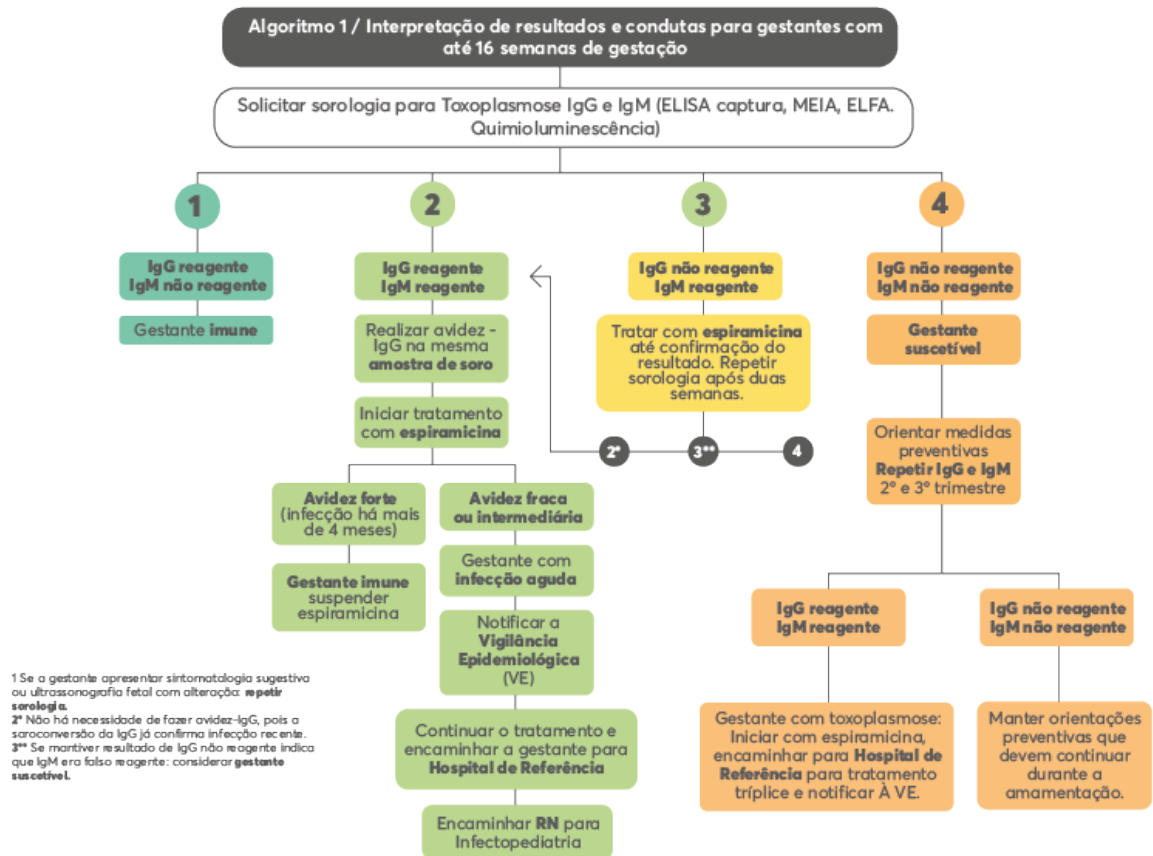 Algoritmo 1 / Interpretação de resultados e condutas para gestantes com
até 16 semanas de gestação
Solicitar sorologia para Toxoplasmose IgG e IgM (ELISA captura, MEIA, ELFA.
Quimioluminescência)
1
IgG reagente
IgM não reagente
Gestante imune
2
IgG reagente
IgM reagente
Realizar avidez -
IgG na mesma
amostra de soro
Iniciar tratamento
com espiramicina
Avidez forte
(infecção há mais
de 4 meses)
Gestante imune
suspender
espiramicina
Avidez fraca
ou intermediária
Gestante com
infecção aguda
Notificar a
Vigilância
Epidemiológica
(VE)
Continuar o tratamento e
encaminhar a gestante para
Hospital de Referência
Encaminhar RN para
Infectopediatria
3
IgG não reagente
IgM reagente
Tratar com espiramicina
até confirmação do
resultado. Repetir
sorologia após duas
semanas.
2*
3**
4
4
IgG não reagente
IgM não reagente
Gestante
suscetível
Orientar medidas
preventivas
Repetir IgG e IgM
2º e 3º trimestre
IgG reagente
IgM reagente
Gestante com toxoplasmose:
Iniciar com espiramicina,
encaminhar para Hospital de
Referência para tratamento
tríplice e notificar À VE.
IgG não reagente
IgM não reagente
Manter orientações
preventivas que
devem continuar
durante a
amamentação.
1 Se a gestante apresentar sintomatalogia sugestiva
ou ultrassonografia fetal com alteração: repetir
sorologia.
2* Não há necessidade de fazer avidez-IgG, pois a
saroconversão da IgG já confirma infecção recente.
3** Se mantiver resultado de IgG não reagente indica
que IgM era falso reagente: considerar gestante
suscetível.